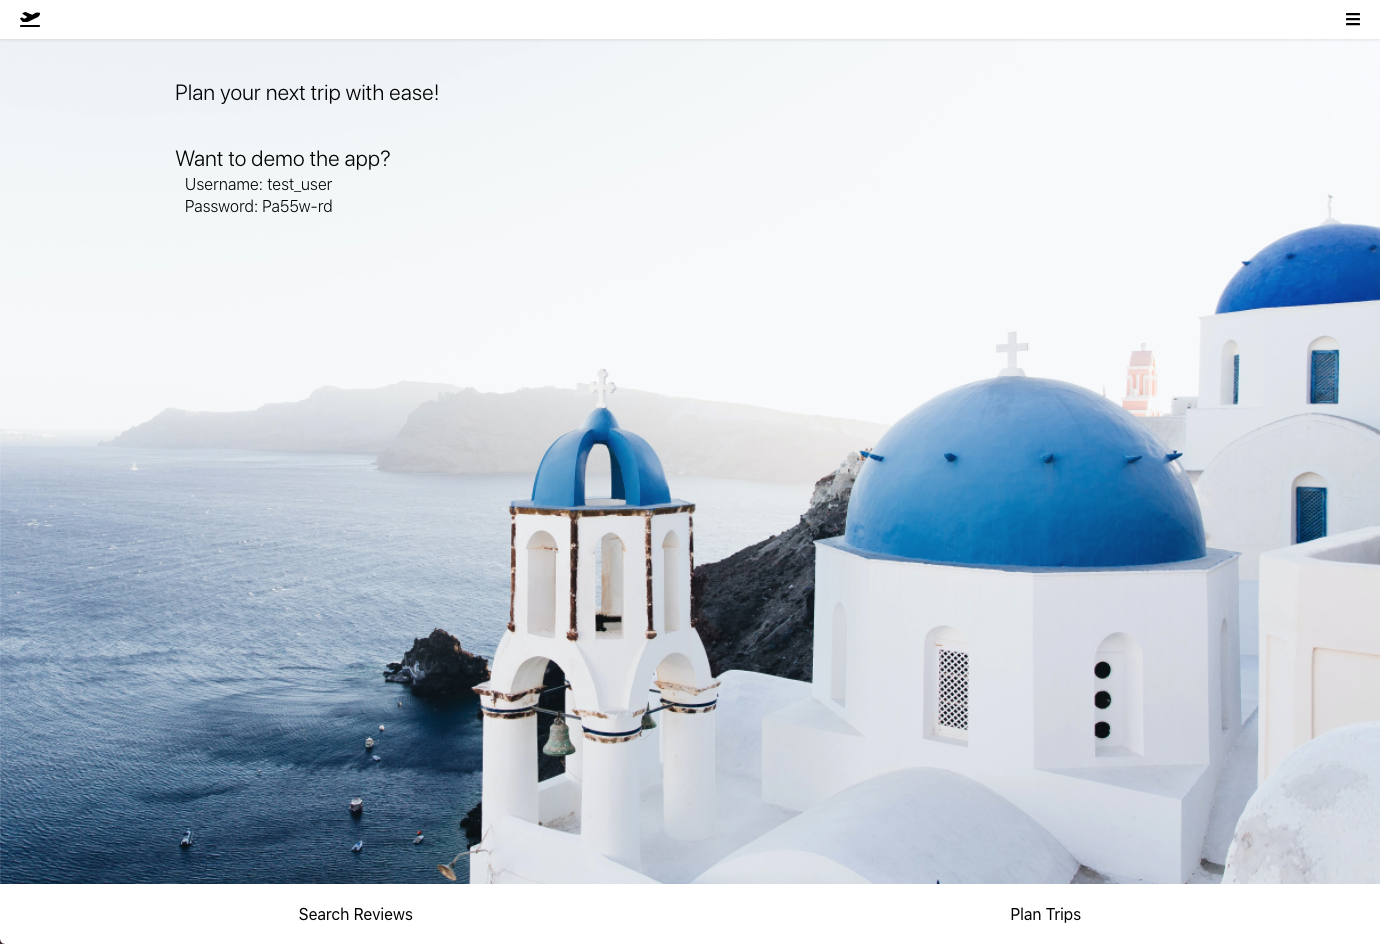 Plan your next trip with ease!
Want to demo the app?
Username: test_user
Password: Pa55w-rd
Search Reviews
Plan Trips